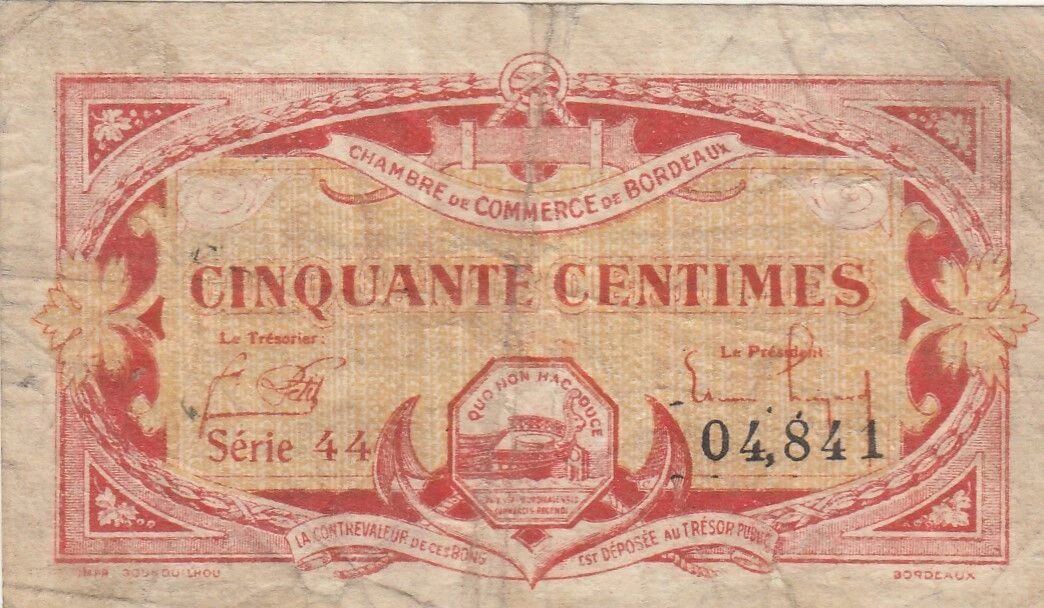 CHAMBRE DE COMMERCE DE BORDEAUX
CINQUANTE CENTIMES
Le Trésorier:
Le Président
Petit
Série 44
04,841
QUO NON HAC DUCE
LA CONTREVALEUR DE CES BONS
EST DÉPOSÉE AU TRÉSOR PUBLIC
BORDEAUX